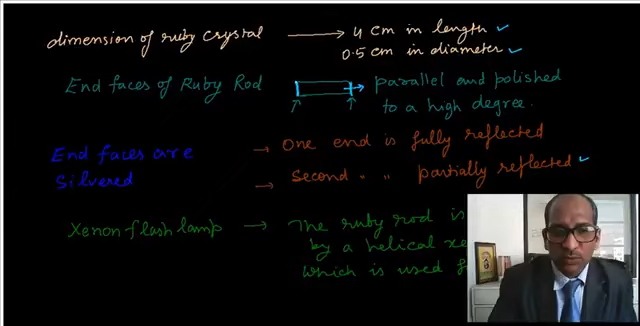 dimension of ruby crystal → 4 cm in length ✓
0.5 cm in diameter ✓
End faces of Ruby Rod → parallel and polished
to a high degree.
End faces are → One end is fully reflected
Silvered → Second " " partially reflected ✓
Xenon flash lamp → The ruby rod is
by a helical xe
which is used f